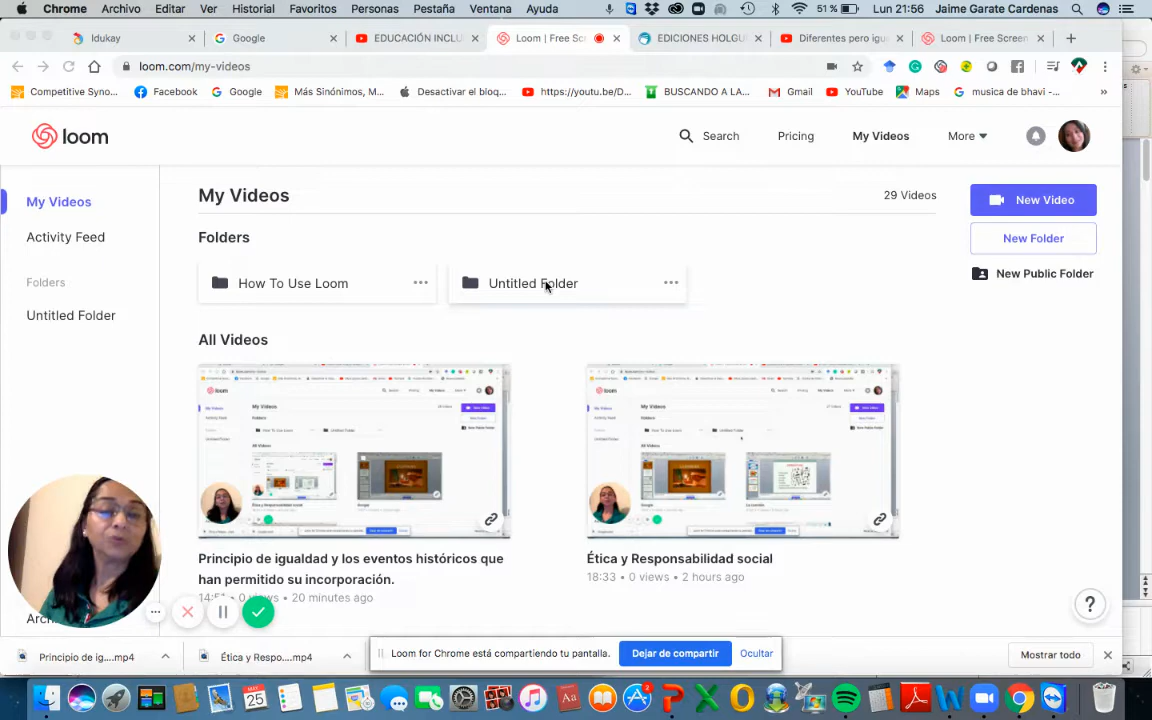 Chrome Archivo Editar Ver Historial Favoritos Personas Pestaña Ventana Ayuda 51 % Lun 21:56 Jaime Garate Cardenas
Idukay
Google
EDUCACIÓN INCLU
Loom | Free Scr
EDICIONES HOLGU
Diferentes pero igu
Loom | Free Screen
loom.com/my-videos
Competitive Syno...
Facebook
Google
Más Sinónimos, M...
Desactivar el bloq...
https://youtu.be/D...
BUSCANDO A LA...
Gmail
YouTube
Maps
musica de bhavi -...
loom
Search
Pricing
My Videos
More
My Videos
Activity Feed
Folders
Untitled Folder
My Videos
29 Videos
New Video
New Folder
New Public Folder
Folders
How To Use Loom
Untitled Folder
All Videos
Principio de igualdad y los eventos históricos que
han permitido su incorporación.
0 views • 20 minutes ago
Ética y Responsabilidad social
18:33 • 0 views • 2 hours ago
Loom for Chrome está compartiendo tu pantalla.
Dejar de compartir
Ocultar
Principio de ig....mp4
Ética y Respo....mp4
Mostrar todo
MAY
25